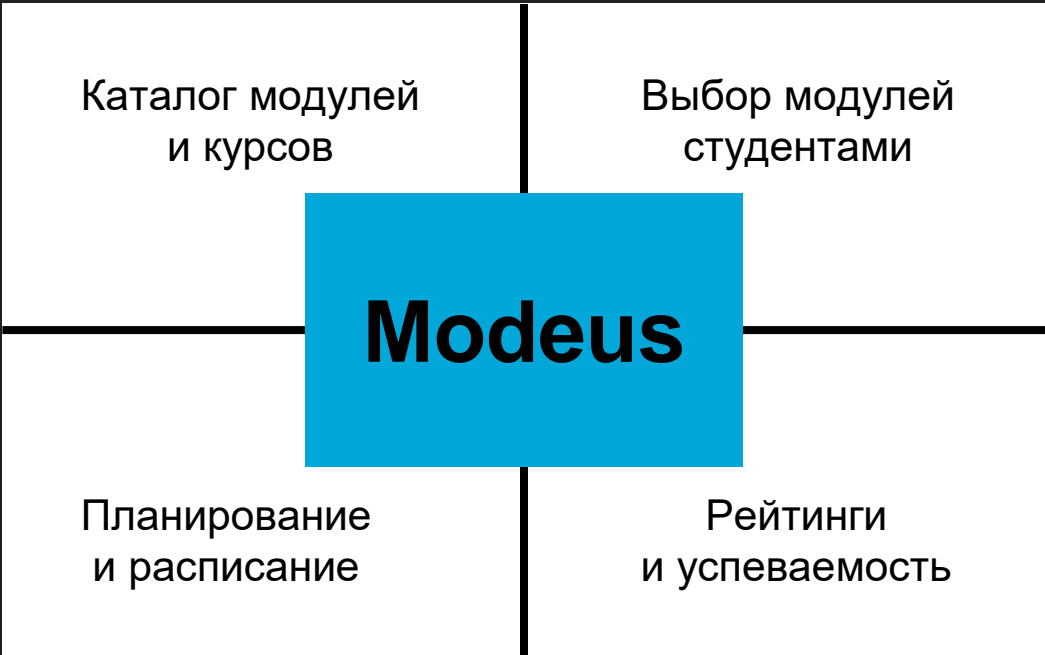 Каталог модулей
и курсов
Выбор модулей
студентами
Modeus
Планирование
и расписание
Рейтинги
и успеваемость